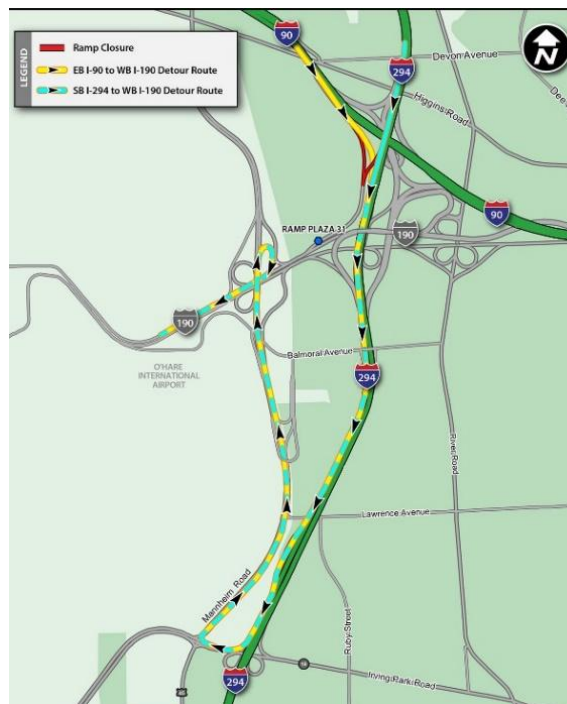 LEGEND
Ramp Closure
EB I-90 to WB I-190 Detour Route
SB I-294 to WB I-190 Detour Route
N
90
294
Devon Avenue
Higgins Road
90
RAMP PLAZA 31
190
190
O'HARE
INTERNATIONAL
AIRPORT
Balmoral Avenue
294
River Road
Lawrence Avenue
Mannheim Road
Ruby Street
Irving Park Road
294